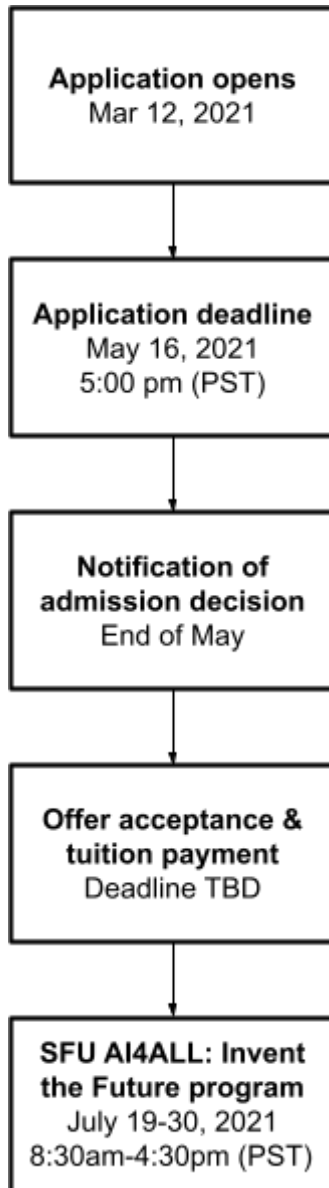 Application opens
Mar 12, 2021
Application deadline
May 16, 2021
5:00 pm (PST)
Notification of
admission decision
End of May
Offer acceptance &
tuition payment
Deadline TBD
SFU AI4ALL: Invent
the Future program
July 19-30, 2021
8:30am-4:30pm (PST)